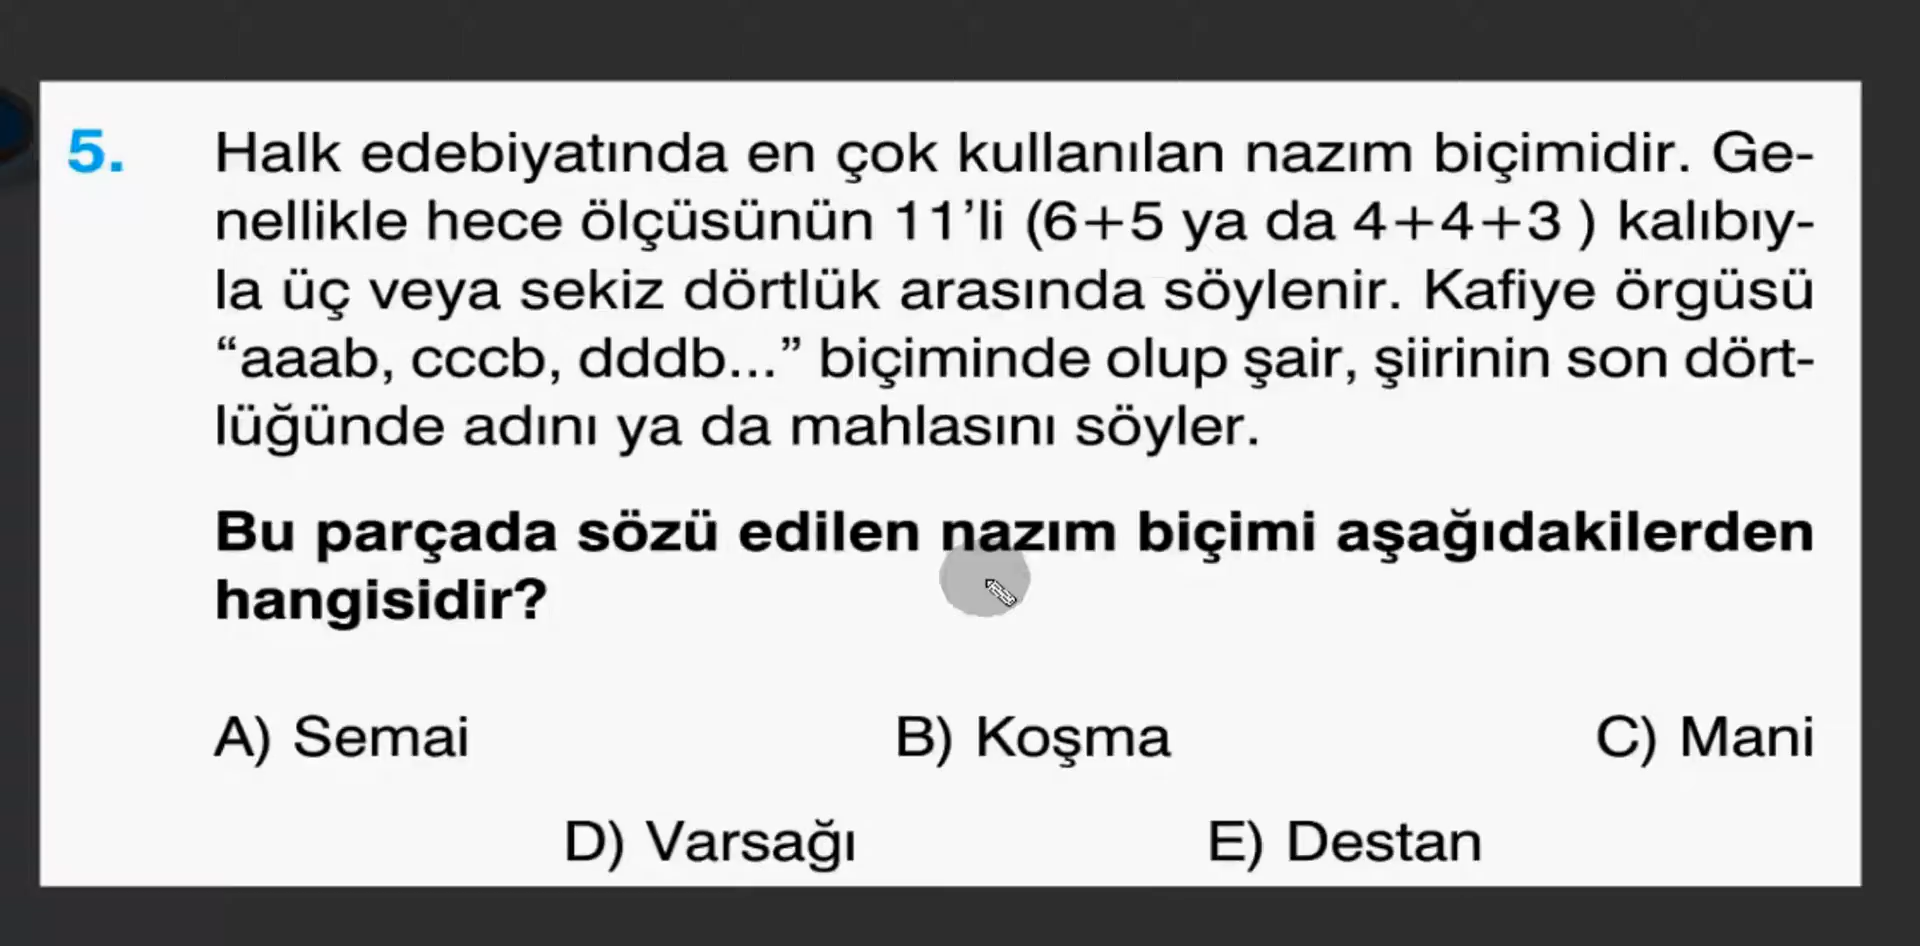 5. Halk edebiyatında en çok kullanılan nazım biçimidir. Ge-
nellikle hece ölçüsünün 11’li (6+5 ya da 4+4+3 ) kalıbıy-
la üç veya sekiz dörtlük arasında söylenir. Kafiye örgüsü
“aaab, cccb, dddb...” biçiminde olup şair, şiirinin son dört-
lüğünde adını ya da mahlasını söyler.
Bu parçada sözü edilen nazım biçimi aşağıdakilerden
hangisidir?
A) Semai B) Koşma C) Mani
D) Varsağı E) Destan